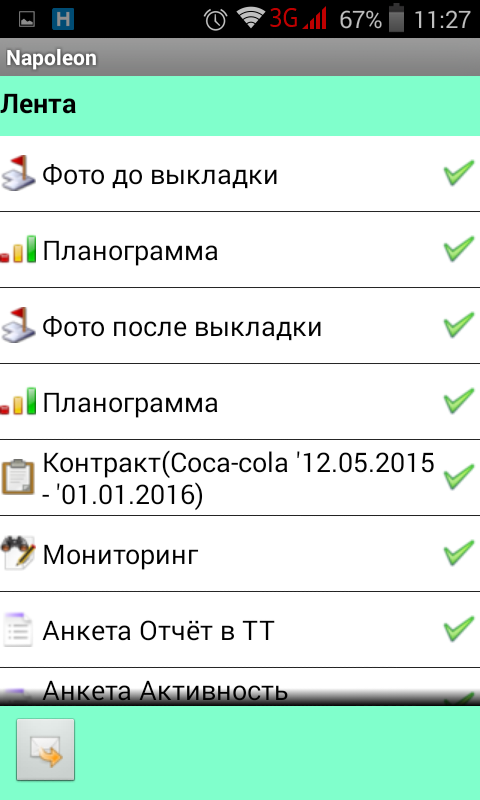 H 3G 67% 11:27
Napoleon
Лента
Фото до выкладки
Планограмма
Фото после выкладки
Планограмма
Контракт(Coca-cola '12.05.2015
- '01.01.2016)
Мониторинг
Анкета Отчёт в ТТ
Анкета Активность